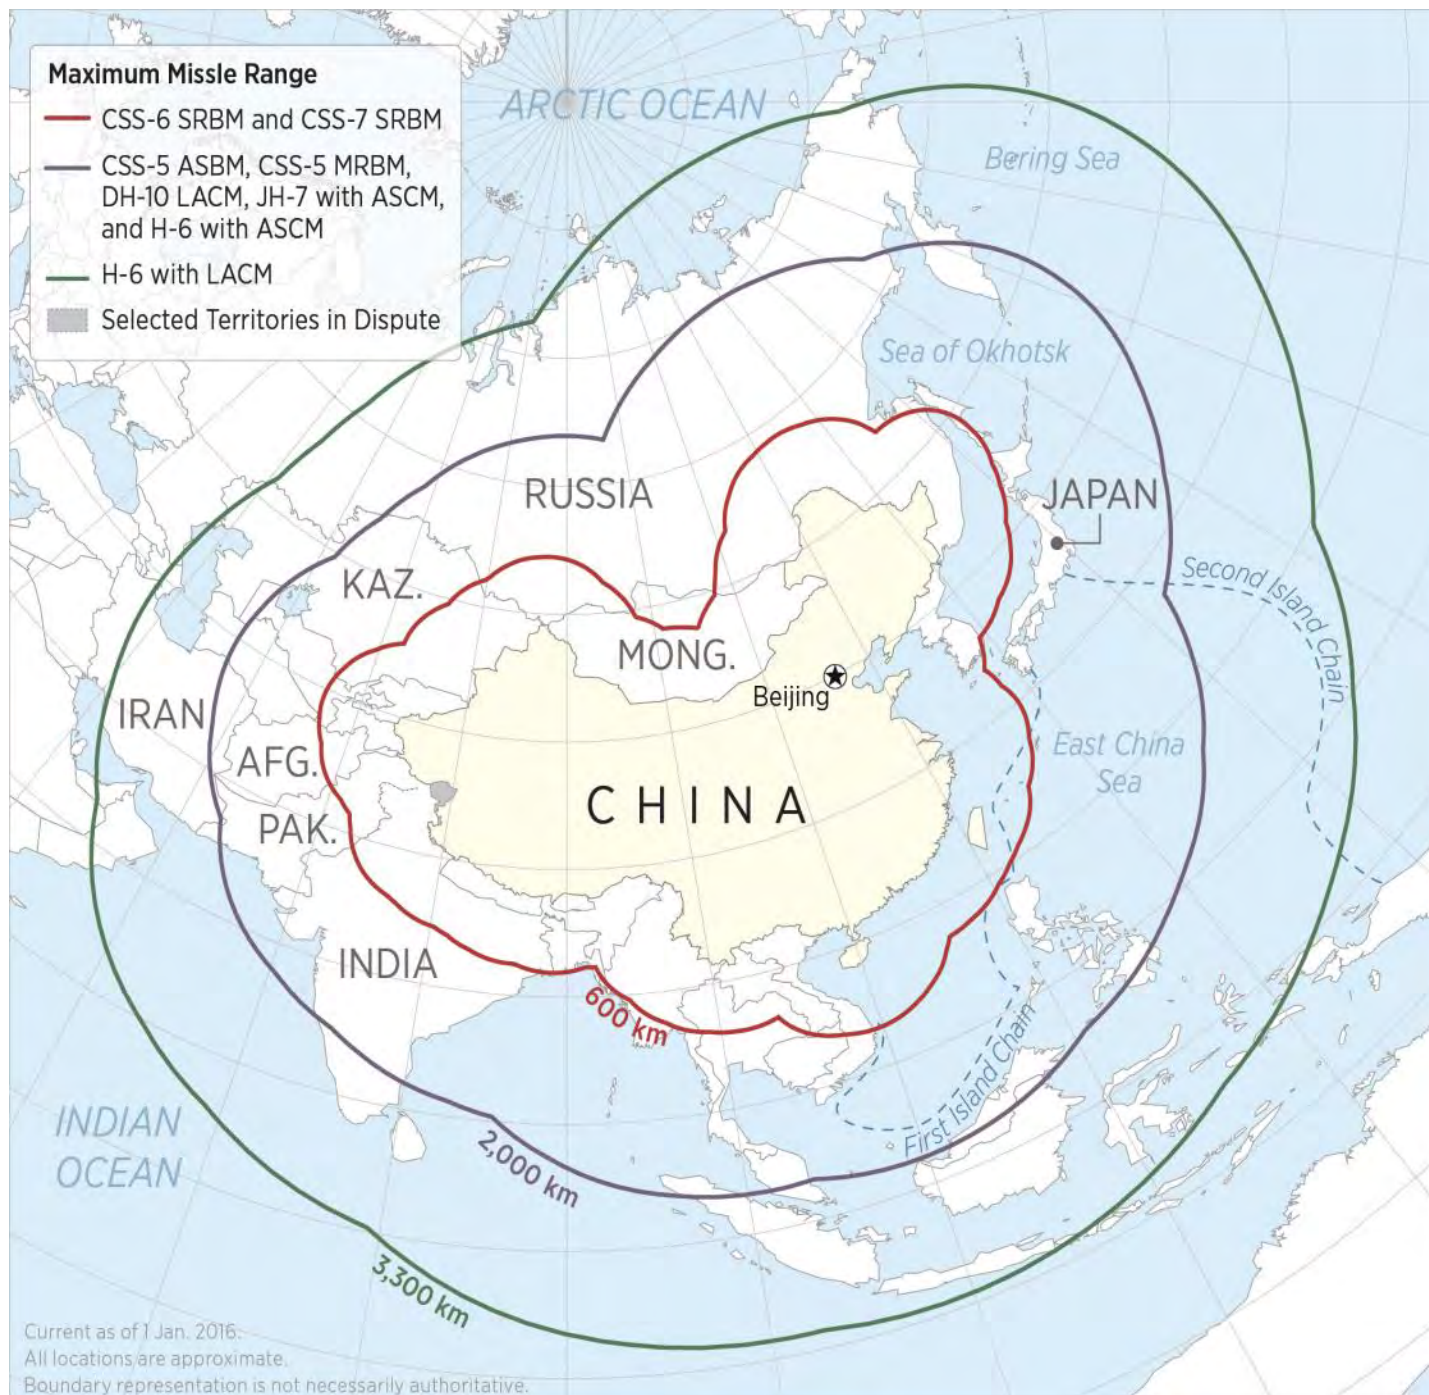 Maximum Missle Range
CSS-6 SRBM and CSS-7 SRBM
CSS-5 ASBM, CSS-5 MRBM,
DH-10 LACM, JH-7 with ASCM,
and H-6 with ASCM
H-6 with LACM
Selected Territories in Dispute
ARCTIC OCEAN
Bering Sea
Sea of Okhotsk
RUSSIA
JAPAN
KAZ.
Second Island Chain
MONG.
Beijing
IRAN
AFG.
East China
Sea
CHINA
PAK.
INDIA
600 km
First Island Chain
INDIAN
OCEAN
2,000 km
3,300 km
Current as of 1 Jan. 2016.
All locations are approximate.
Boundary representation is not necessarily authoritative.